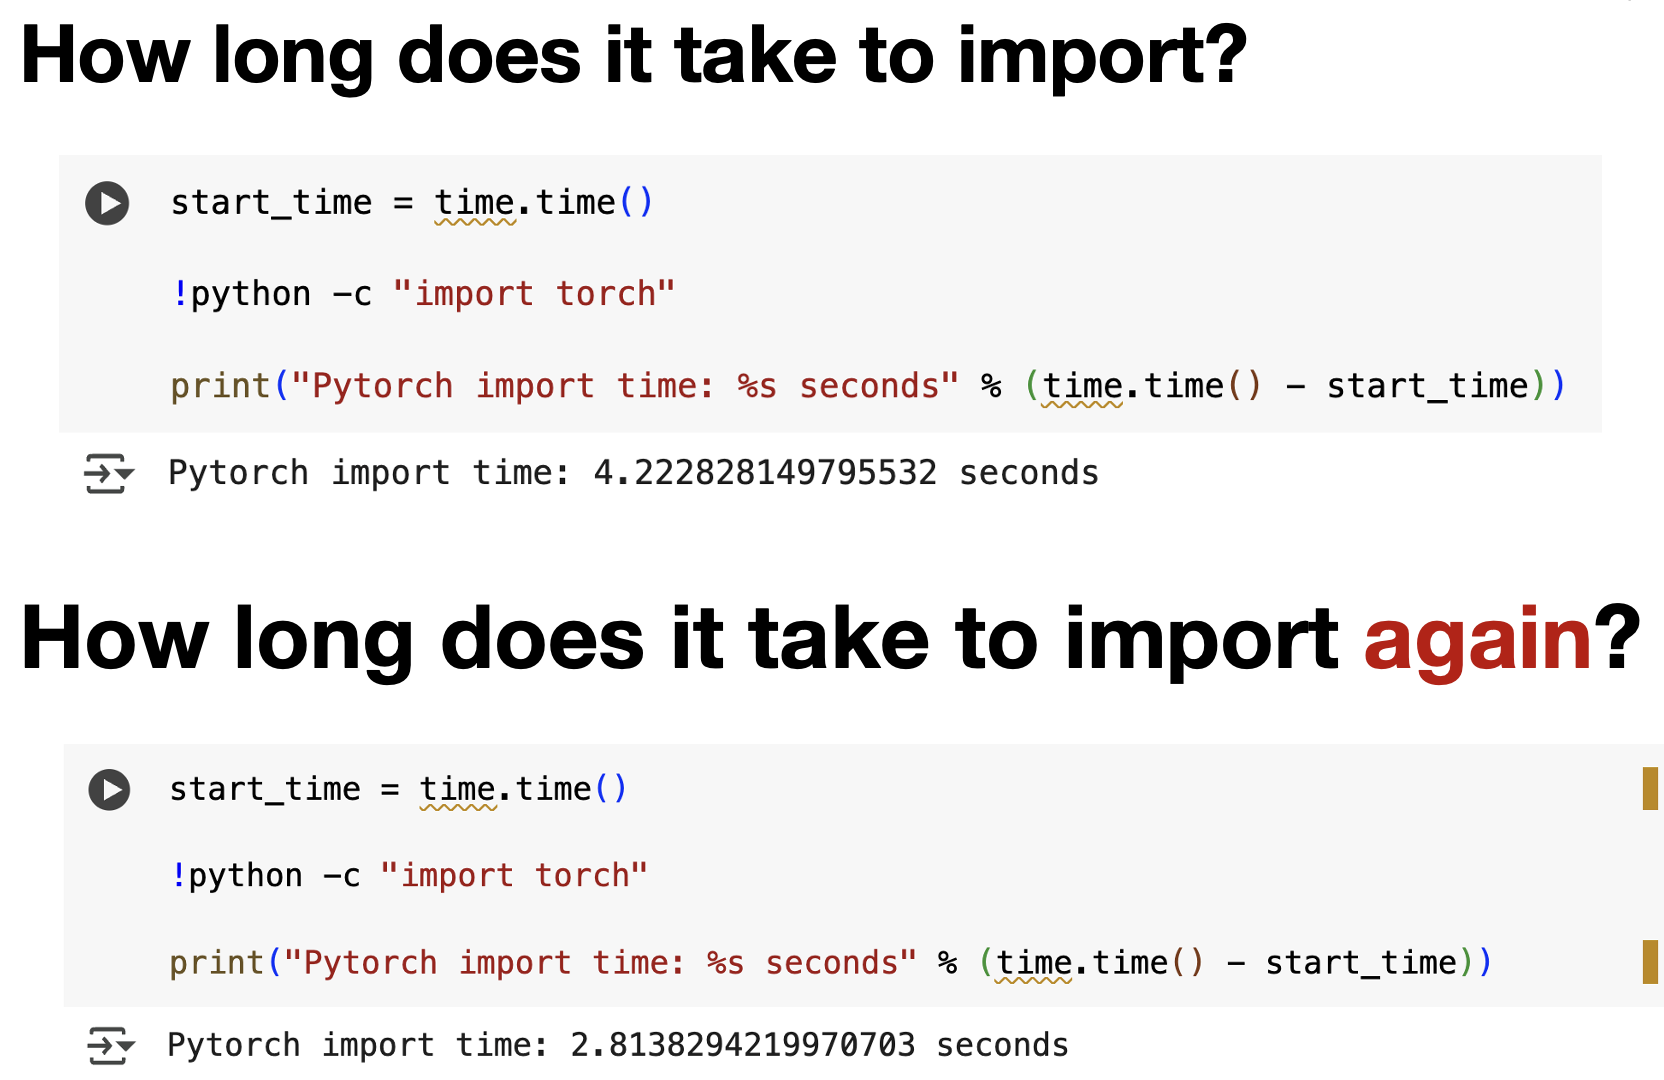 How long does it take to import?
start_time = time.time()
!python -c "import torch"
print("Pytorch import time: %s seconds" % (time.time() - start_time))
Pytorch import time: 4.222828149795532 seconds
How long does it take to import again?
start_time = time.time()
!python -c "import torch"
print("Pytorch import time: %s seconds" % (time.time() - start_time))
Pytorch import time: 2.8138294219970703 seconds